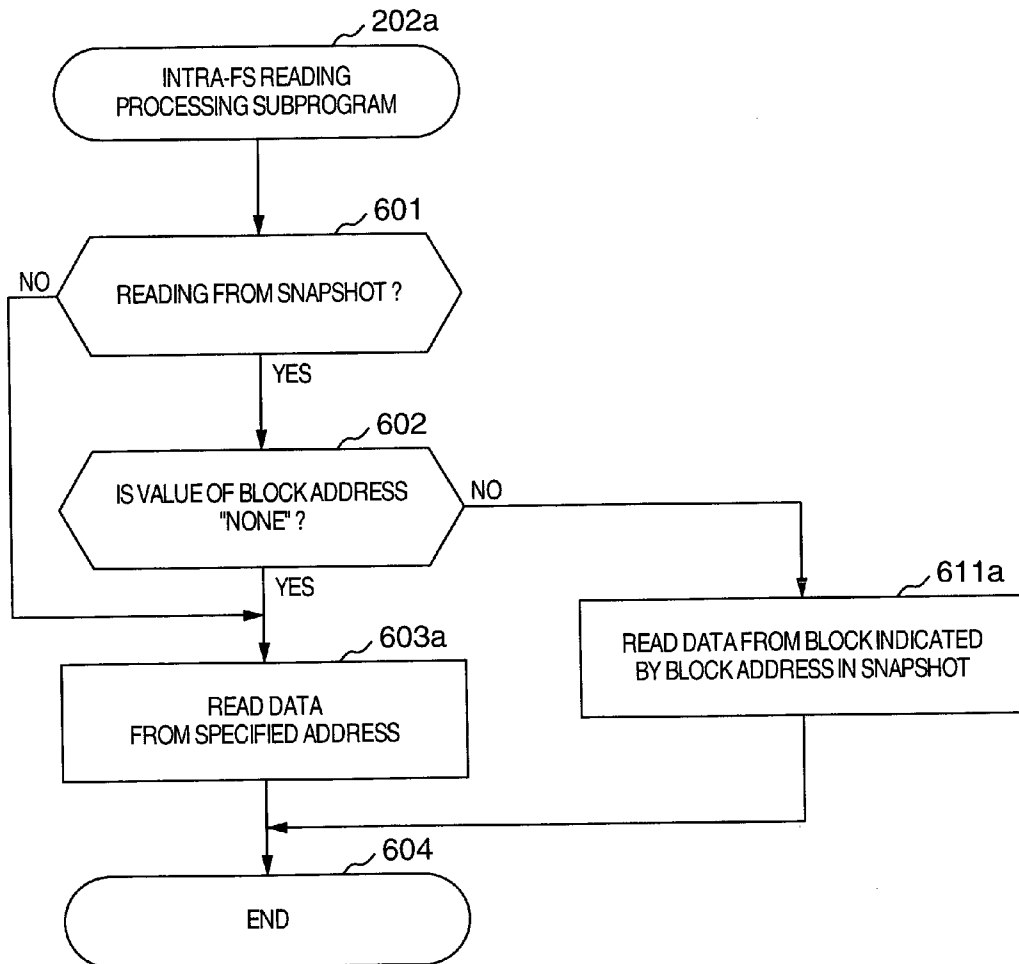 202a
INTRA-FS READING
PROCESSING SUBPROGRAM
601
NO
READING FROM SNAPSHOT ?
YES
602
IS VALUE OF BLOCK ADDRESS
"NONE" ?
NO
YES
611a
READ DATA FROM BLOCK INDICATED
BY BLOCK ADDRESS IN SNAPSHOT
603a
READ DATA
FROM SPECIFIED ADDRESS
604
END